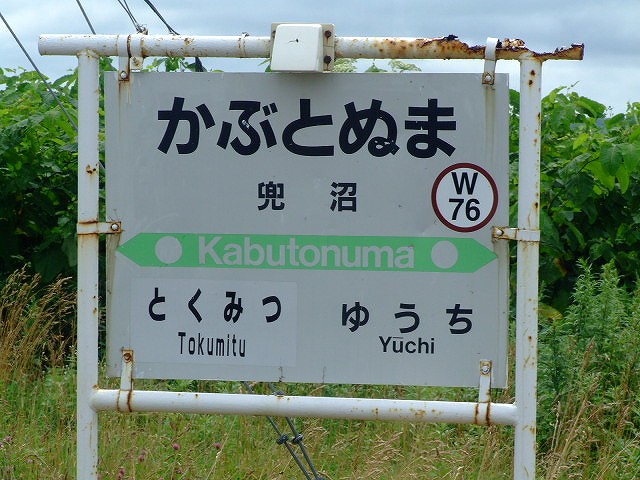 かぶとぬま
兜沼
W
76
Kabutonuma
とくみつ
Tokumitu
ゆうち
Yūchi